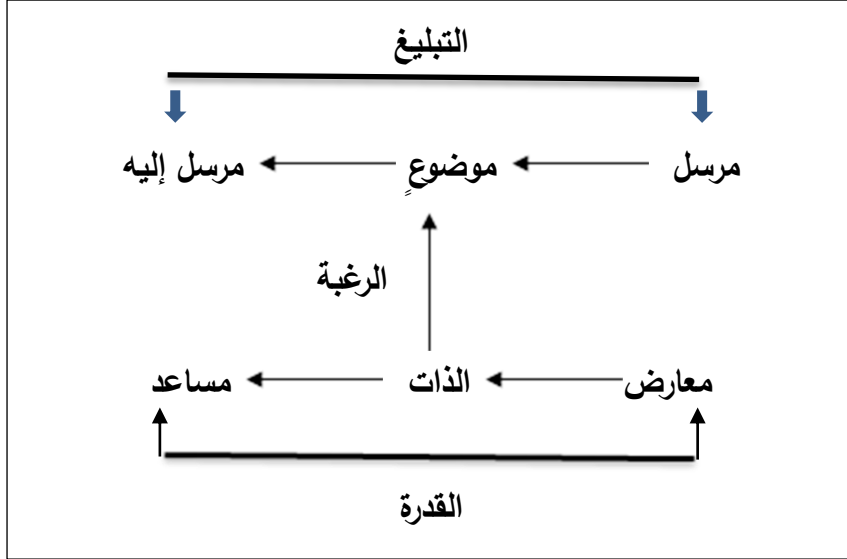 التبليغ
مرسل موضوعٍ مرسل إليه
الرغبة
معارض الذات مساعد
القدرة